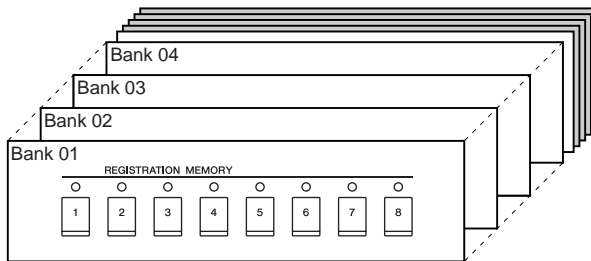 Bank 04
Bank 03
Bank 02
Bank 01
REGISTRATION MEMORY
1 2 3 4 5 6 7 8